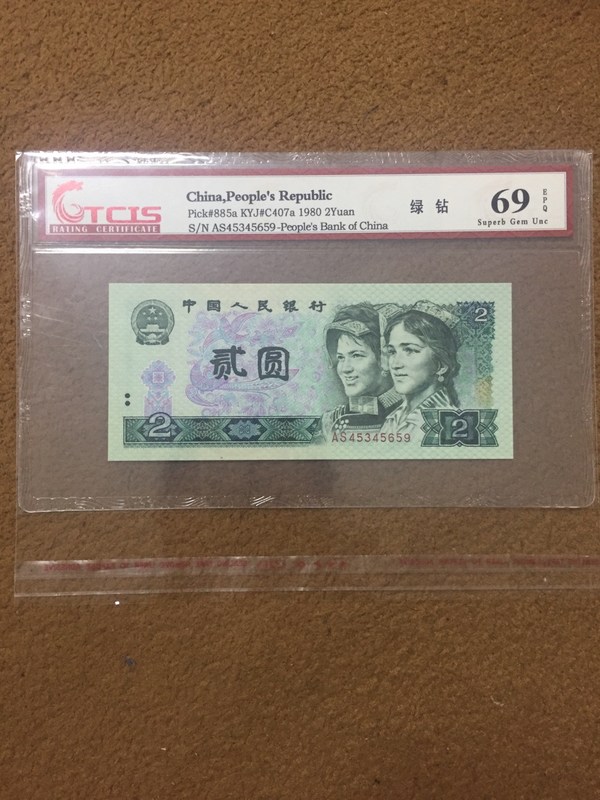 TCIS
RATING CERTIFICATE
China,People's Republic
Pick#885a KYJ#C407a 1980 2Yuan
S/N AS45345659-People's Bank of China
绿钻
69 EPQ
Superb Gem Unc
中国人民银行
2
贰圆
2
AS45345659
2